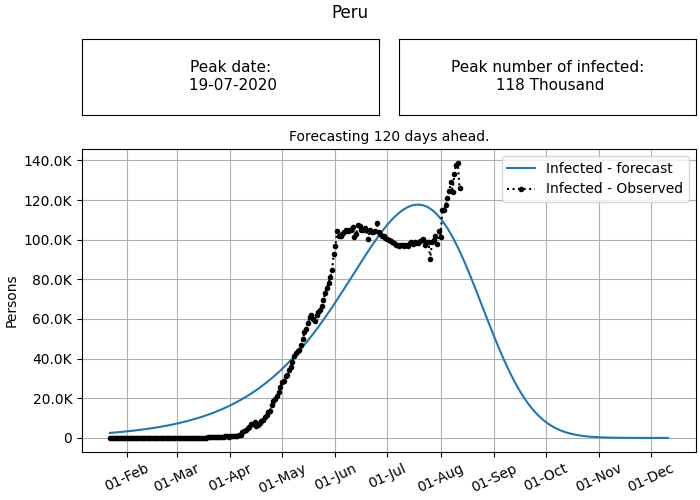 Peru
Peak date:
19-07-2020
Peak number of infected:
118 Thousand
Forecasting 120 days ahead.
140.0K
120.0K
100.0K
80.0K
60.0K
40.0K
20.0K
0
Persons
Infected - forecast
Infected - Observed
01-Feb
01-Mar
01-Apr
01-May
01-Jun
01-Jul
01-Aug
01-Sep
01-Oct
01-Nov
01-Dec